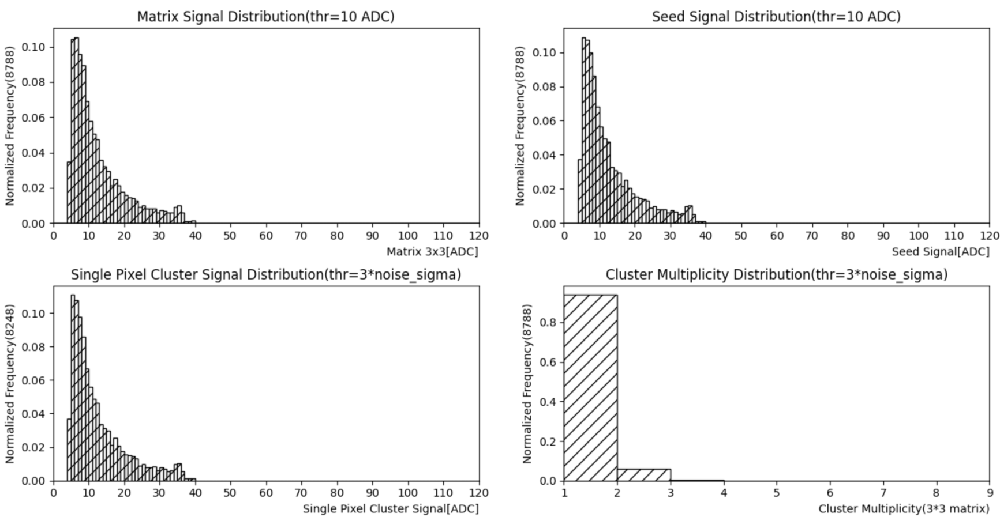 Matrix Signal Distribution(thr=10 ADC)
Normalized Frequency(8788)
0.10
0.08
0.06
0.04
0.02
0.00
0 10 20 30 40 50 60 70 80 90 100 110 120
Matrix 3x3[ADC]
Seed Signal Distribution(thr=10 ADC)
Normalized Frequency(8788)
0.10
0.08
0.06
0.04
0.02
0.00
0 10 20 30 40 50 60 70 80 90 100 110 120
Seed Signal[ADC]
Single Pixel Cluster Signal Distribution(thr=3*noise_sigma)
Normalized Frequency(8248)
0.10
0.08
0.06
0.04
0.02
0.00
0 10 20 30 40 50 60 70 80 90 100 110 120
Single Pixel Cluster Signal[ADC]
Cluster Multiplicity Distribution(thr=3*noise_sigma)
Normalized Frequency(8788)
0.8
0.6
0.4
0.2
0.0
1 2 3 4 5 6 7 8 9
Cluster Multiplicity(3*3 matrix)